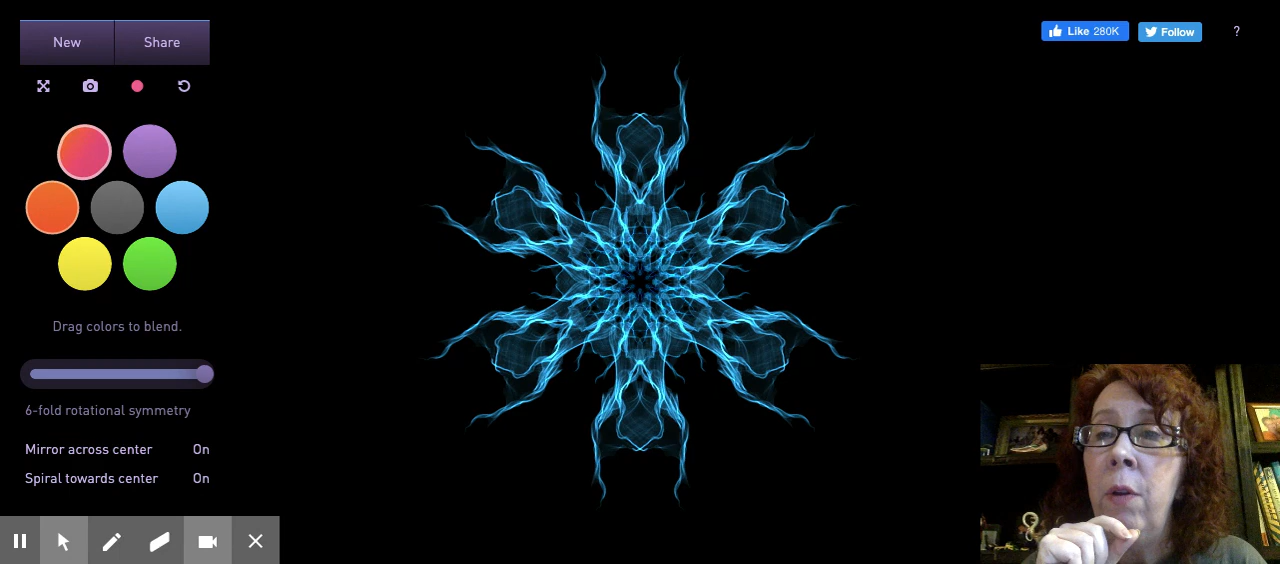 New
Share
Like 280K
Follow
?
Drag colors to blend.
6-fold rotational symmetry
Mirror across center On
Spiral towards center On